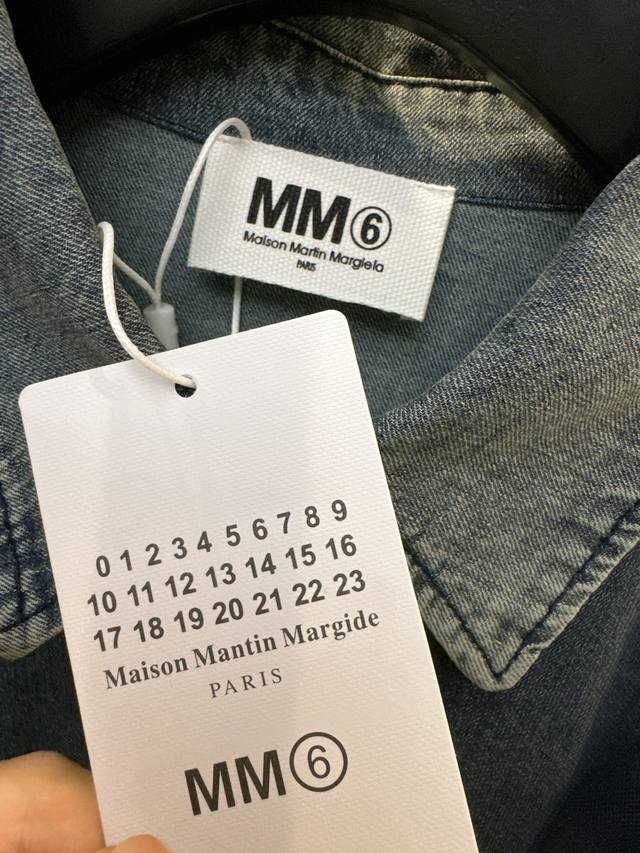 MM⑥
Maison Martin Margiela
PARIS
0 1 2 3 4 5 6 7 8 9
10 11 12 13 14 15 16
17 18 19 20 21 22 23
Maison Mantin Margide
PARIS
MM⑥